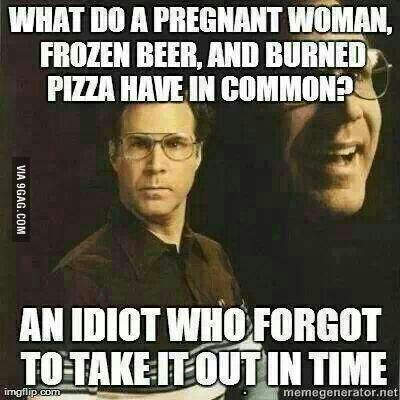 WHAT DO A PREGNANT WOMAN,
FROZEN BEER, AND BURNED
PIZZA HAVE IN COMMON?
VIA 9GAG.COM
AN IDIOT WHO FORGOT
TO TAKE IT OUT IN TIME
imgflip.com
memegenerator.net